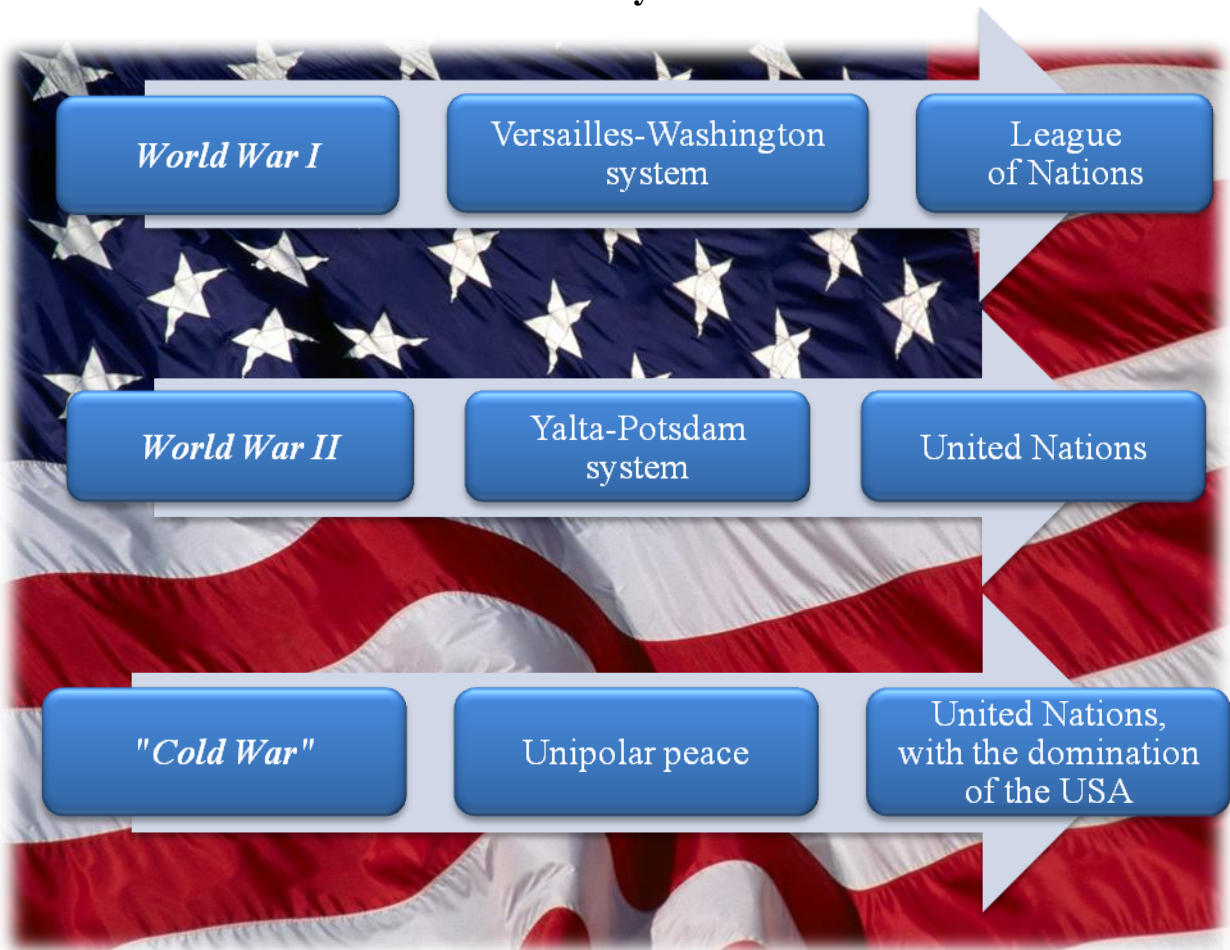 World War I
Versailles-Washington
system
League
of Nations
World War II
Yalta-Potsdam
system
United Nations
"Cold War"
Unipolar peace
United Nations,
with the domination
of the USA